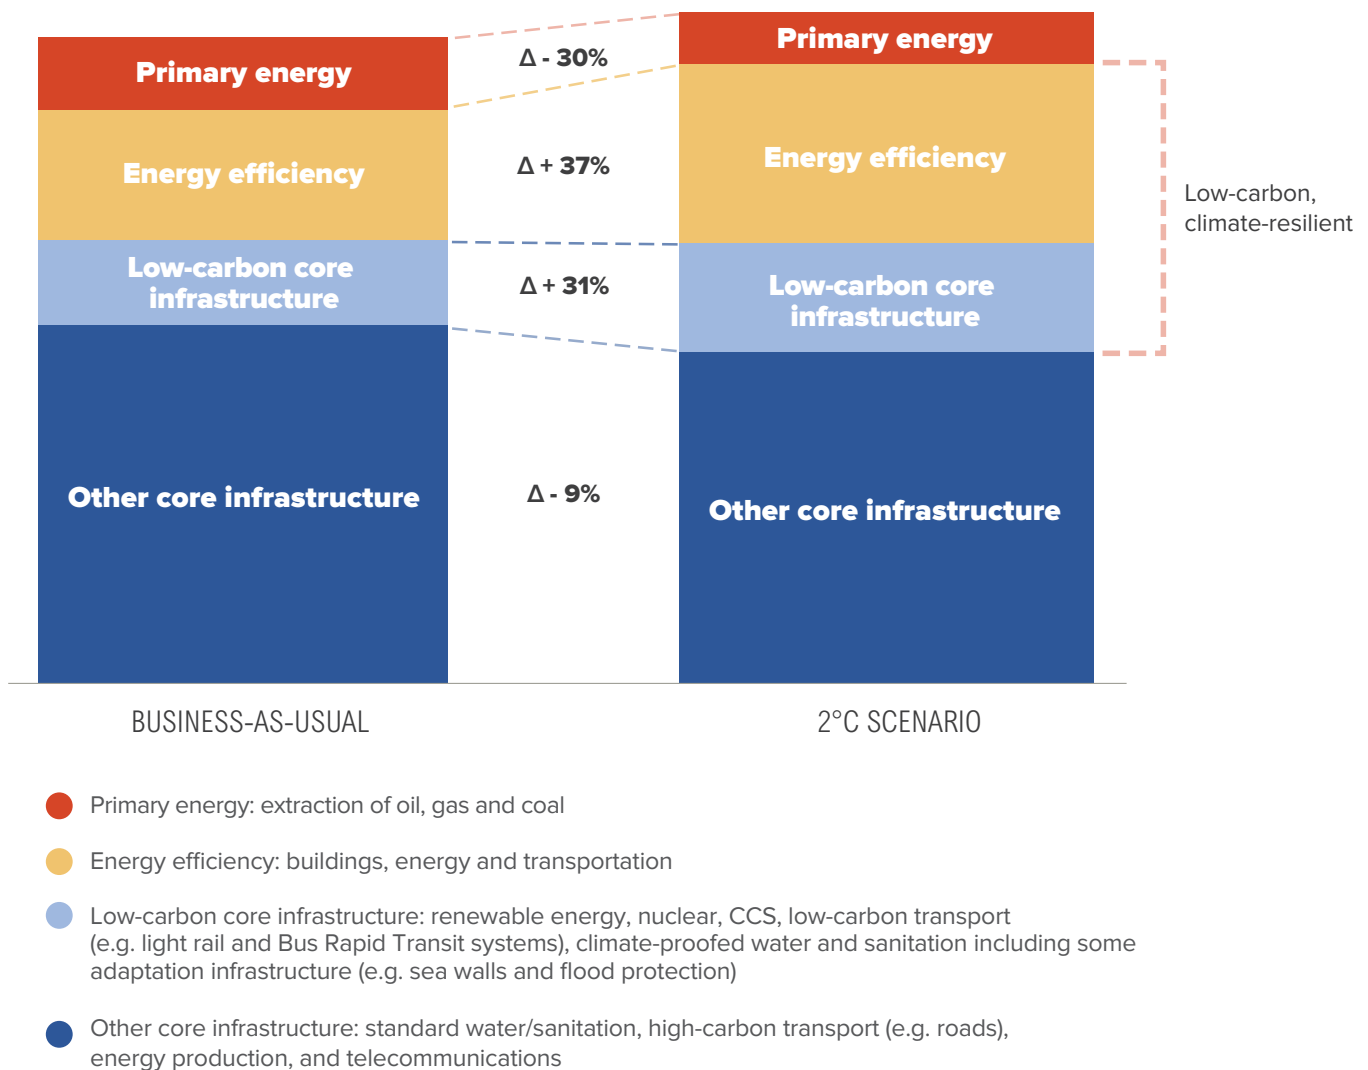 Primary energy
Energy efficiency
Low-carbon core
infrastructure
Other core infrastructure
Δ - 30%
Δ + 37%
Δ + 31%
Δ - 9%
Primary energy
Energy efficiency
Low-carbon core
infrastructure
Other core infrastructure
Low-carbon,
climate-resilient
BUSINESS-AS-USUAL
2°C SCENARIO
Primary energy: extraction of oil, gas and coal
Energy efficiency: buildings, energy and transportation
Low-carbon core infrastructure: renewable energy, nuclear, CCS, low-carbon transport
(e.g. light rail and Bus Rapid Transit systems), climate-proofed water and sanitation including some
adaptation infrastructure (e.g. sea walls and flood protection)
Other core infrastructure: standard water/sanitation, high-carbon transport (e.g. roads),
energy production, and telecommunications